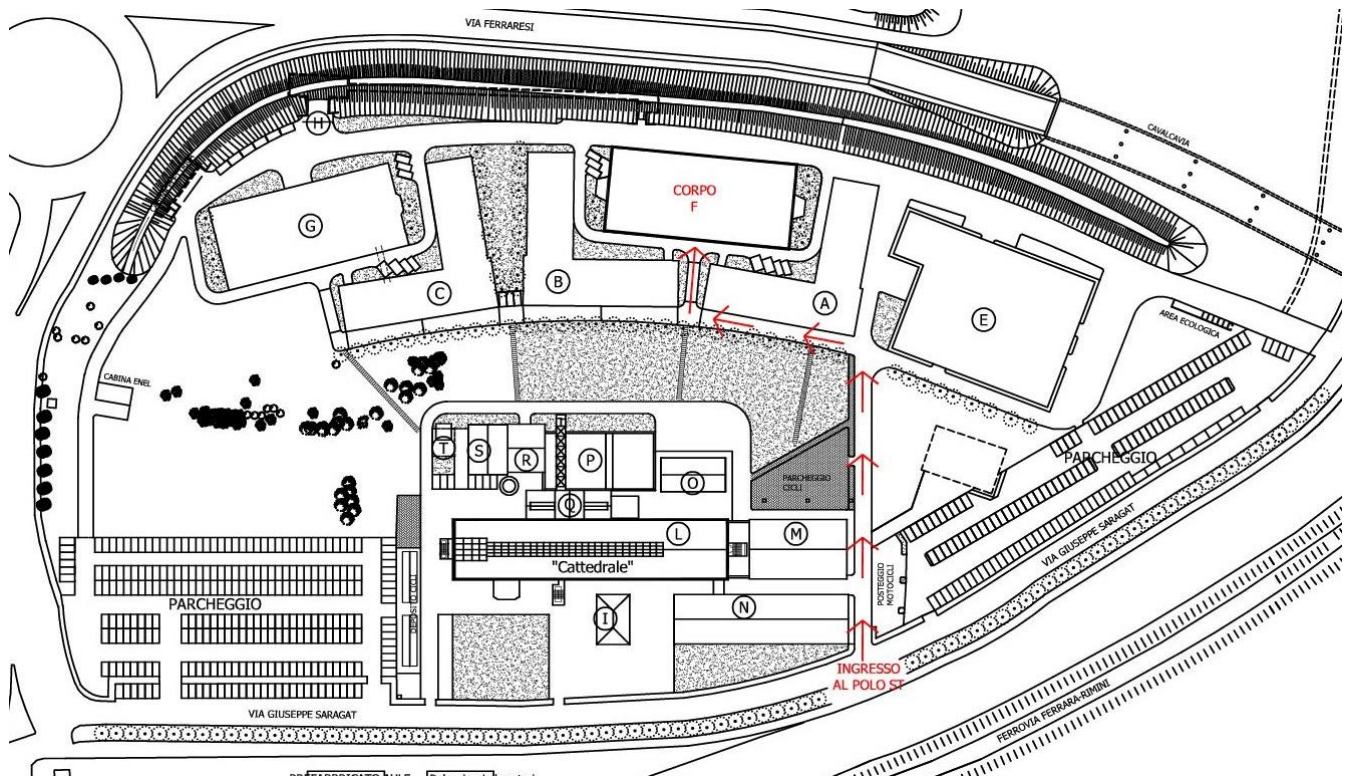 VIA FERRARESI
CAVALCAVIA
H
CORPO
F
G
B
C
A
E
AREA ECOLOGICA
CABINA ENEL
T
S
R
P
O
PARCHEGGIO
CICLI
PARCHEGGIO
Q
L
M
"Cattedrale"
DEPOSITO CICLI
PARCHEGGIO
POSTEGGIO
MOTOCICLI
VIA GIUSEPPE SARAGAT
N
I
INGRESSO
AL POLO ST
VIA GIUSEPPE SARAGAT
FERROVIA FERRARA-RIMINI